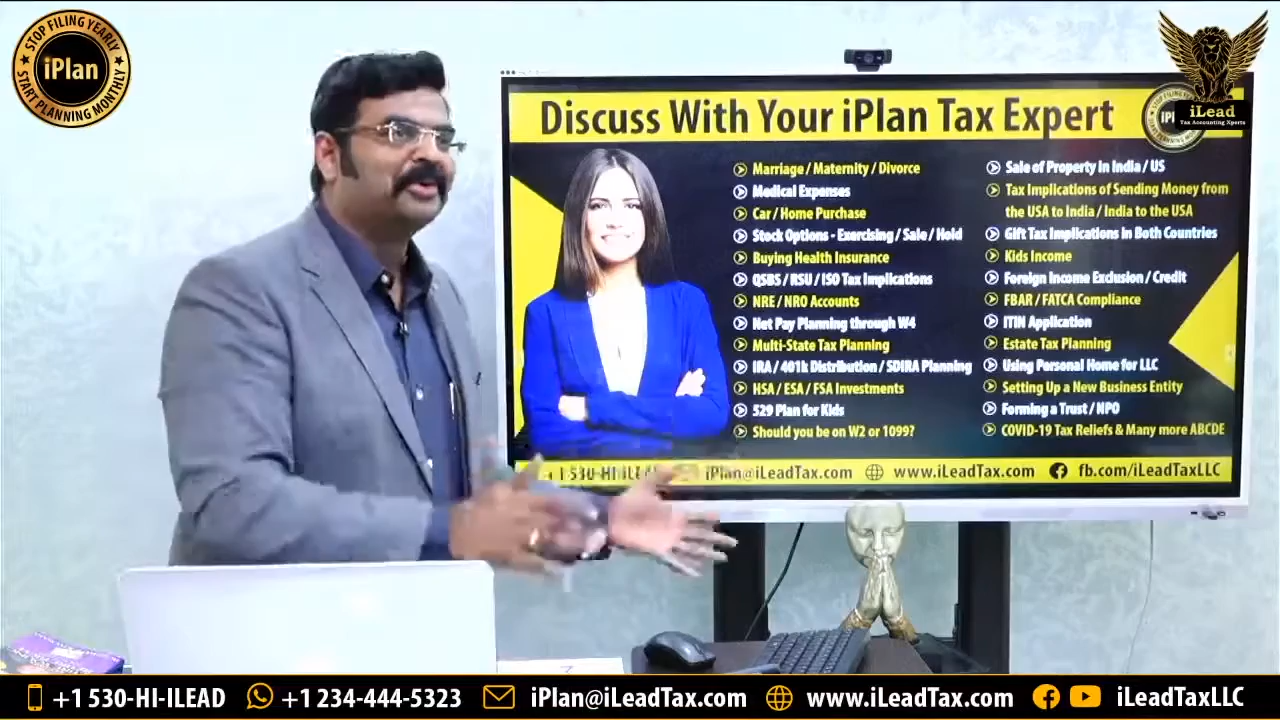 STOP FILING YEARLY
iPlan
START PLANNING MONTHLY
iLead
Tax Accounting Xperts
Discuss With Your iPlan Tax Expert
Marriage / Maternity / Divorce
Medical Expenses
Car / Home Purchase
Stock Options - Exercising / Sale / Hold
Buying Health Insurance
QSBS / RSU / ISO Tax Implications
NRE / NRO Accounts
Net Pay Planning through W4
Multi-State Tax Planning
IRA / 401k Distribution / SDIRA Planning
HSA / ESA / FSA Investments
529 Plan for Kids
Should you be on W2 or 1099?
Sale of Property in India / US
Tax Implications of Sending Money from
the USA to India / India to the USA
Gift Tax Implications in Both Countries
Kids Income
Foreign Income Exclusion / Credit
FBAR / FATCA Compliance
ITIN Application
Estate Tax Planning
Using Personal Home for LLC
Setting Up a New Business Entity
Forming a Trust / NPO
COVID-19 Tax Reliefs & Many more ABCDE
iPlan@iLeadTax.com www.iLeadTax.com fb.com/iLeadTaxLLC
+1 530-HI-ILEAD +1 234-444-5323 iPlan@iLeadTax.com www.iLeadTax.com iLeadTaxLLC